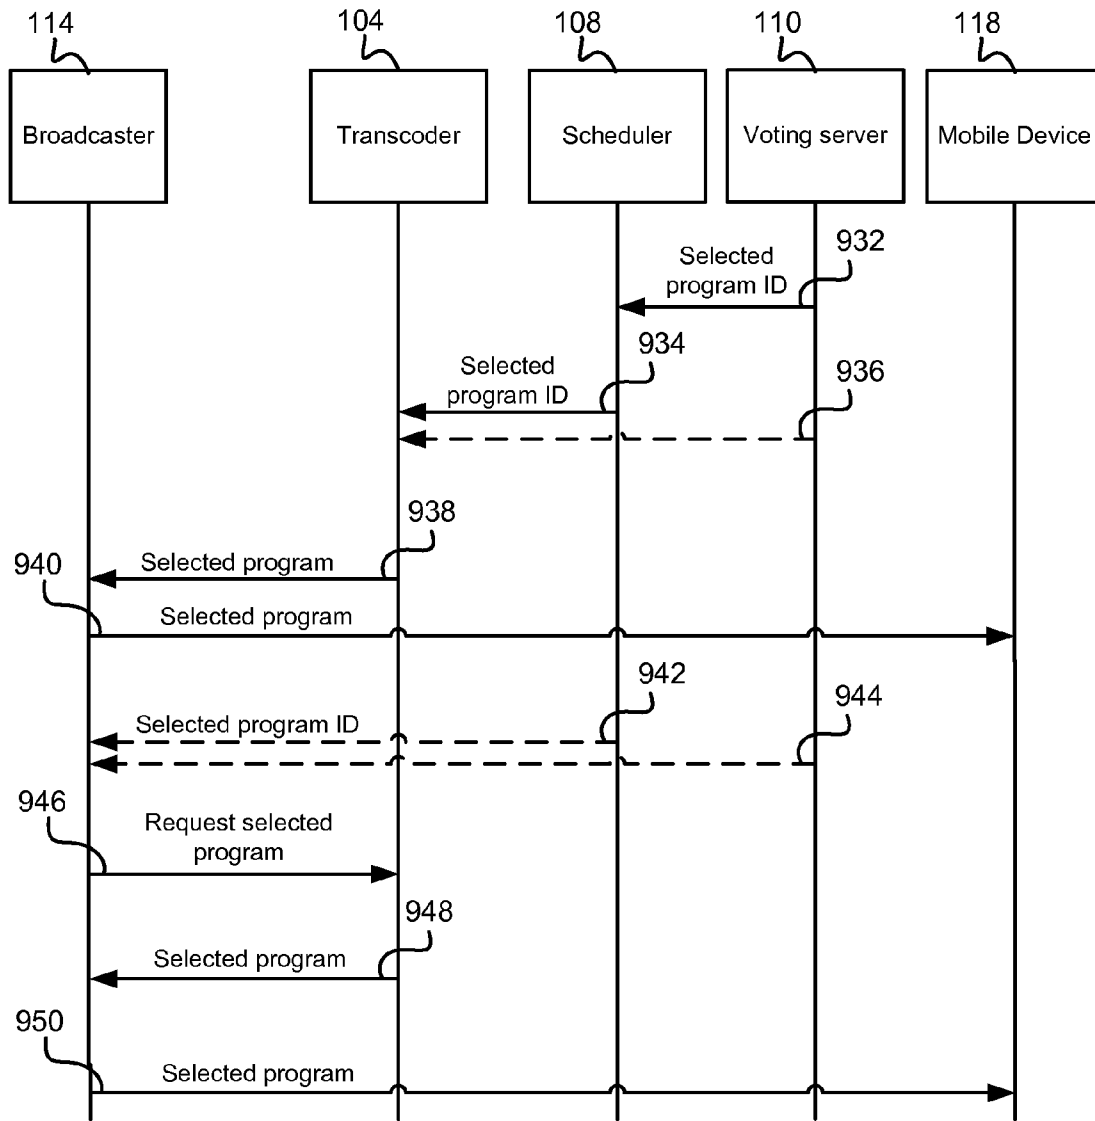 114
104
108
110
118
Broadcaster
Transcoder
Scheduler
Voting server
Mobile Device
932
Selected
program ID
934
Selected
program ID
936
938
Selected program
940
Selected program
942
Selected program ID
944
946
Request selected
program
948
Selected program
950
Selected program